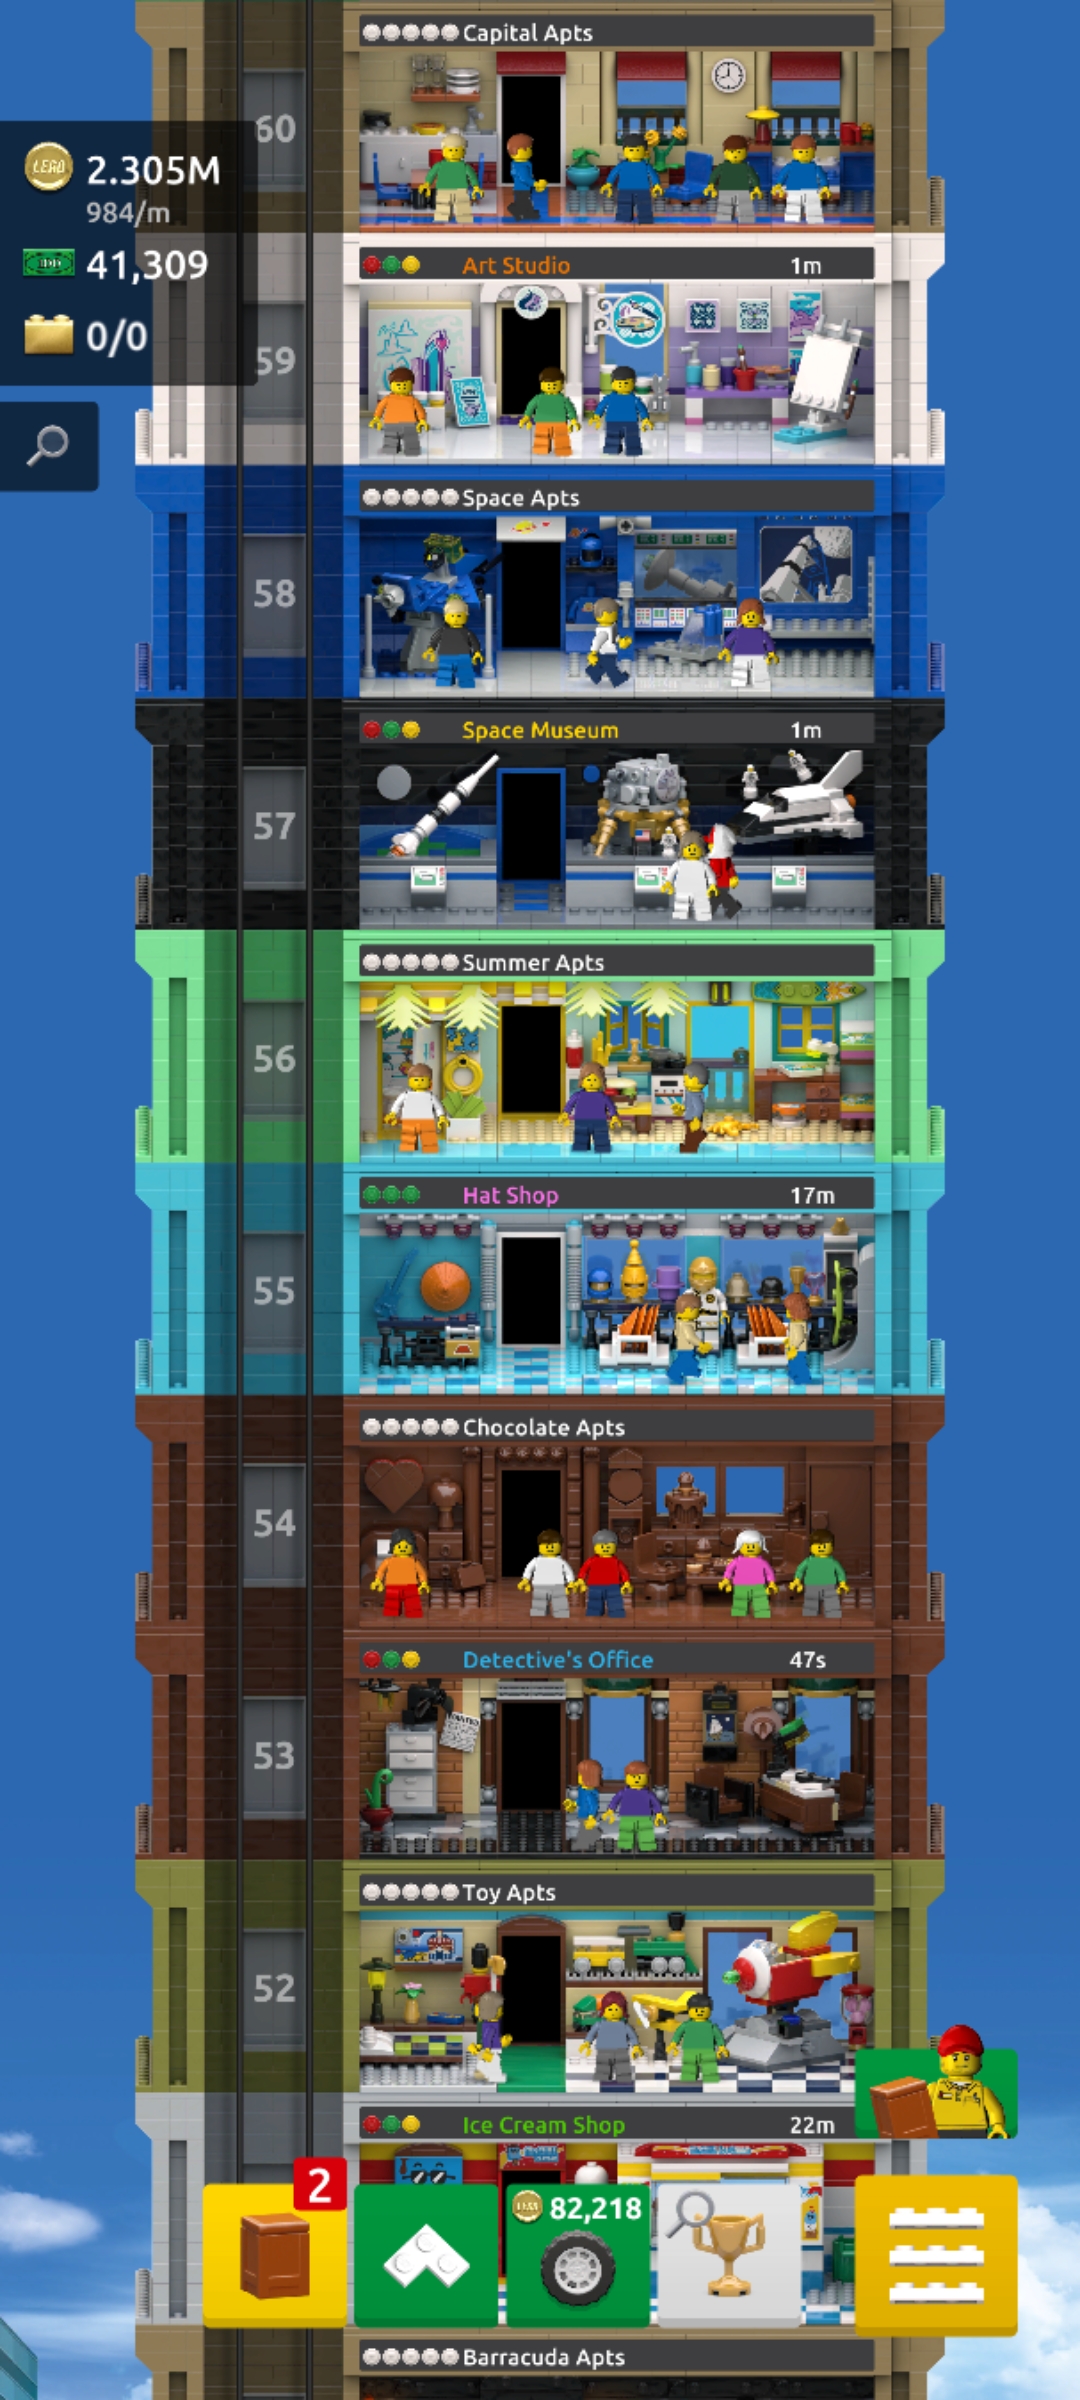 Capital Apts
60
LEGO 2.305M
984/m
41,309
0/0
Art Studio 1m
59
Space Apts
58
Space Museum 1m
57
Summer Apts
56
Hat Shop 17m
55
Chocolate Apts
54
Detective's Office 47s
53
Toy Apts
52
Ice Cream Shop 22m
2
82,218
Barracuda Apts